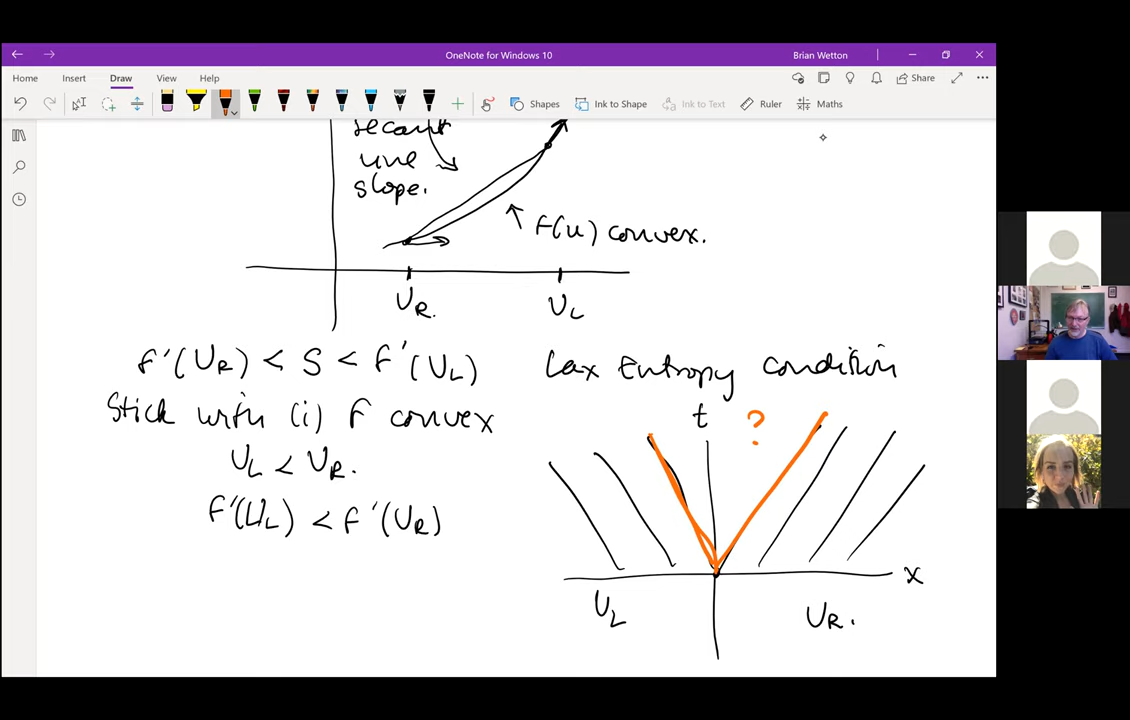 OneNote for Windows 10
Brian Wetton
Home Insert Draw View Help
Share
Shapes
Ink to Shape
Ink to Text
Ruler
Maths
secant
line
slope.
f(u) convex.
UR.
UL
f'(UR) < S < f'(UL)
Lax Entropy condition
Stick with (i) f convex
UL < UR.
f'(UL) < f'(UR)
t
?
x
UL
UR.